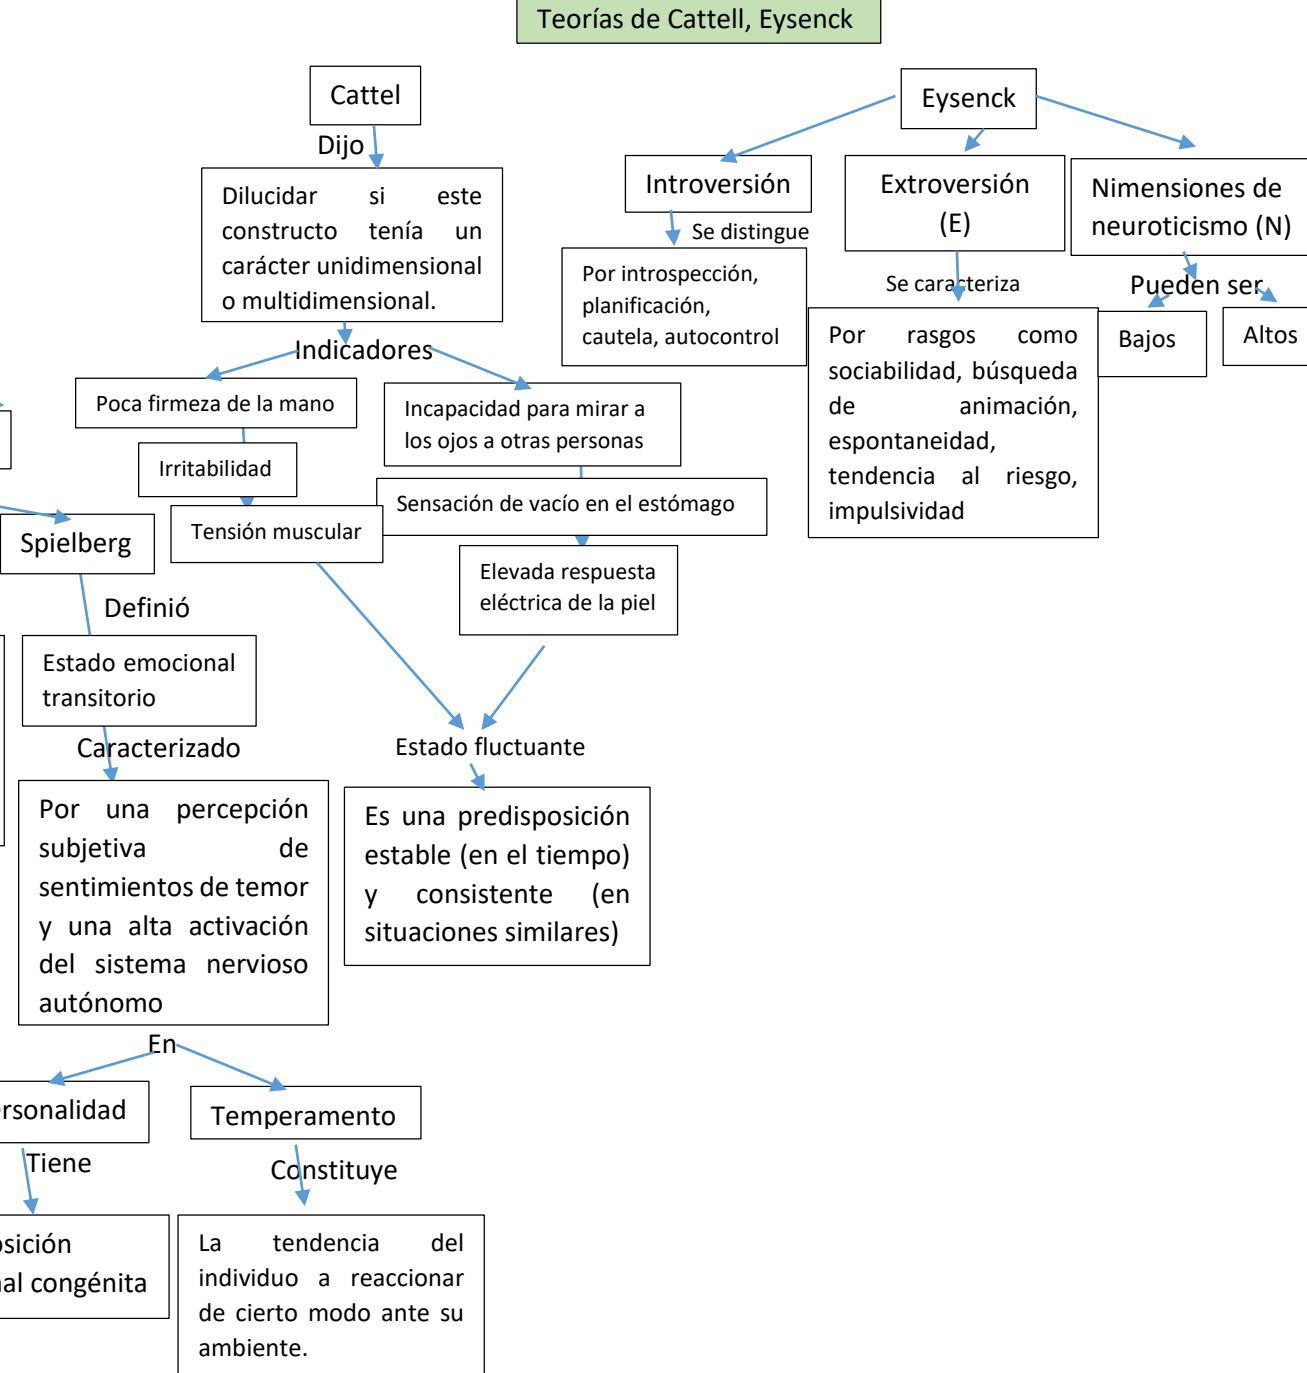 Teorías de Cattell, Eysenck
Cattel
Dijo
Dilucidar si este
constructo tenía un
carácter unidimensional
o multidimensional.
Indicadores
Poca firmeza de la mano
Irritabilidad
Tensión muscular
Incapacidad para mirar a
los ojos a otras personas
Sensación de vacío en el estómago
Elevada respuesta
eléctrica de la piel
Estado fluctuante
Es una predisposición
estable (en el tiempo)
y consistente (en
situaciones similares)
Eysenck
Introversión
Se distingue
Por introspección,
planificación,
cautela, autocontrol
Extroversión
(E)
Se caracteriza
Por rasgos como
sociabilidad, búsqueda
de animación,
espontaneidad,
tendencia al riesgo,
impulsividad
Nimensiones de
neuroticismo (N)
Pueden ser
Bajos
Altos
Spielberg
Definió
Estado emocional
transitorio
Caracterizado
Por una percepción
subjetiva de
sentimientos de temor
y una alta activación
del sistema nervioso
autónomo
En
ersonalidad
Tiene
osición
nal congénita
Temperamento
Constituye
La tendencia del
individuo a reaccionar
de cierto modo ante su
ambiente.